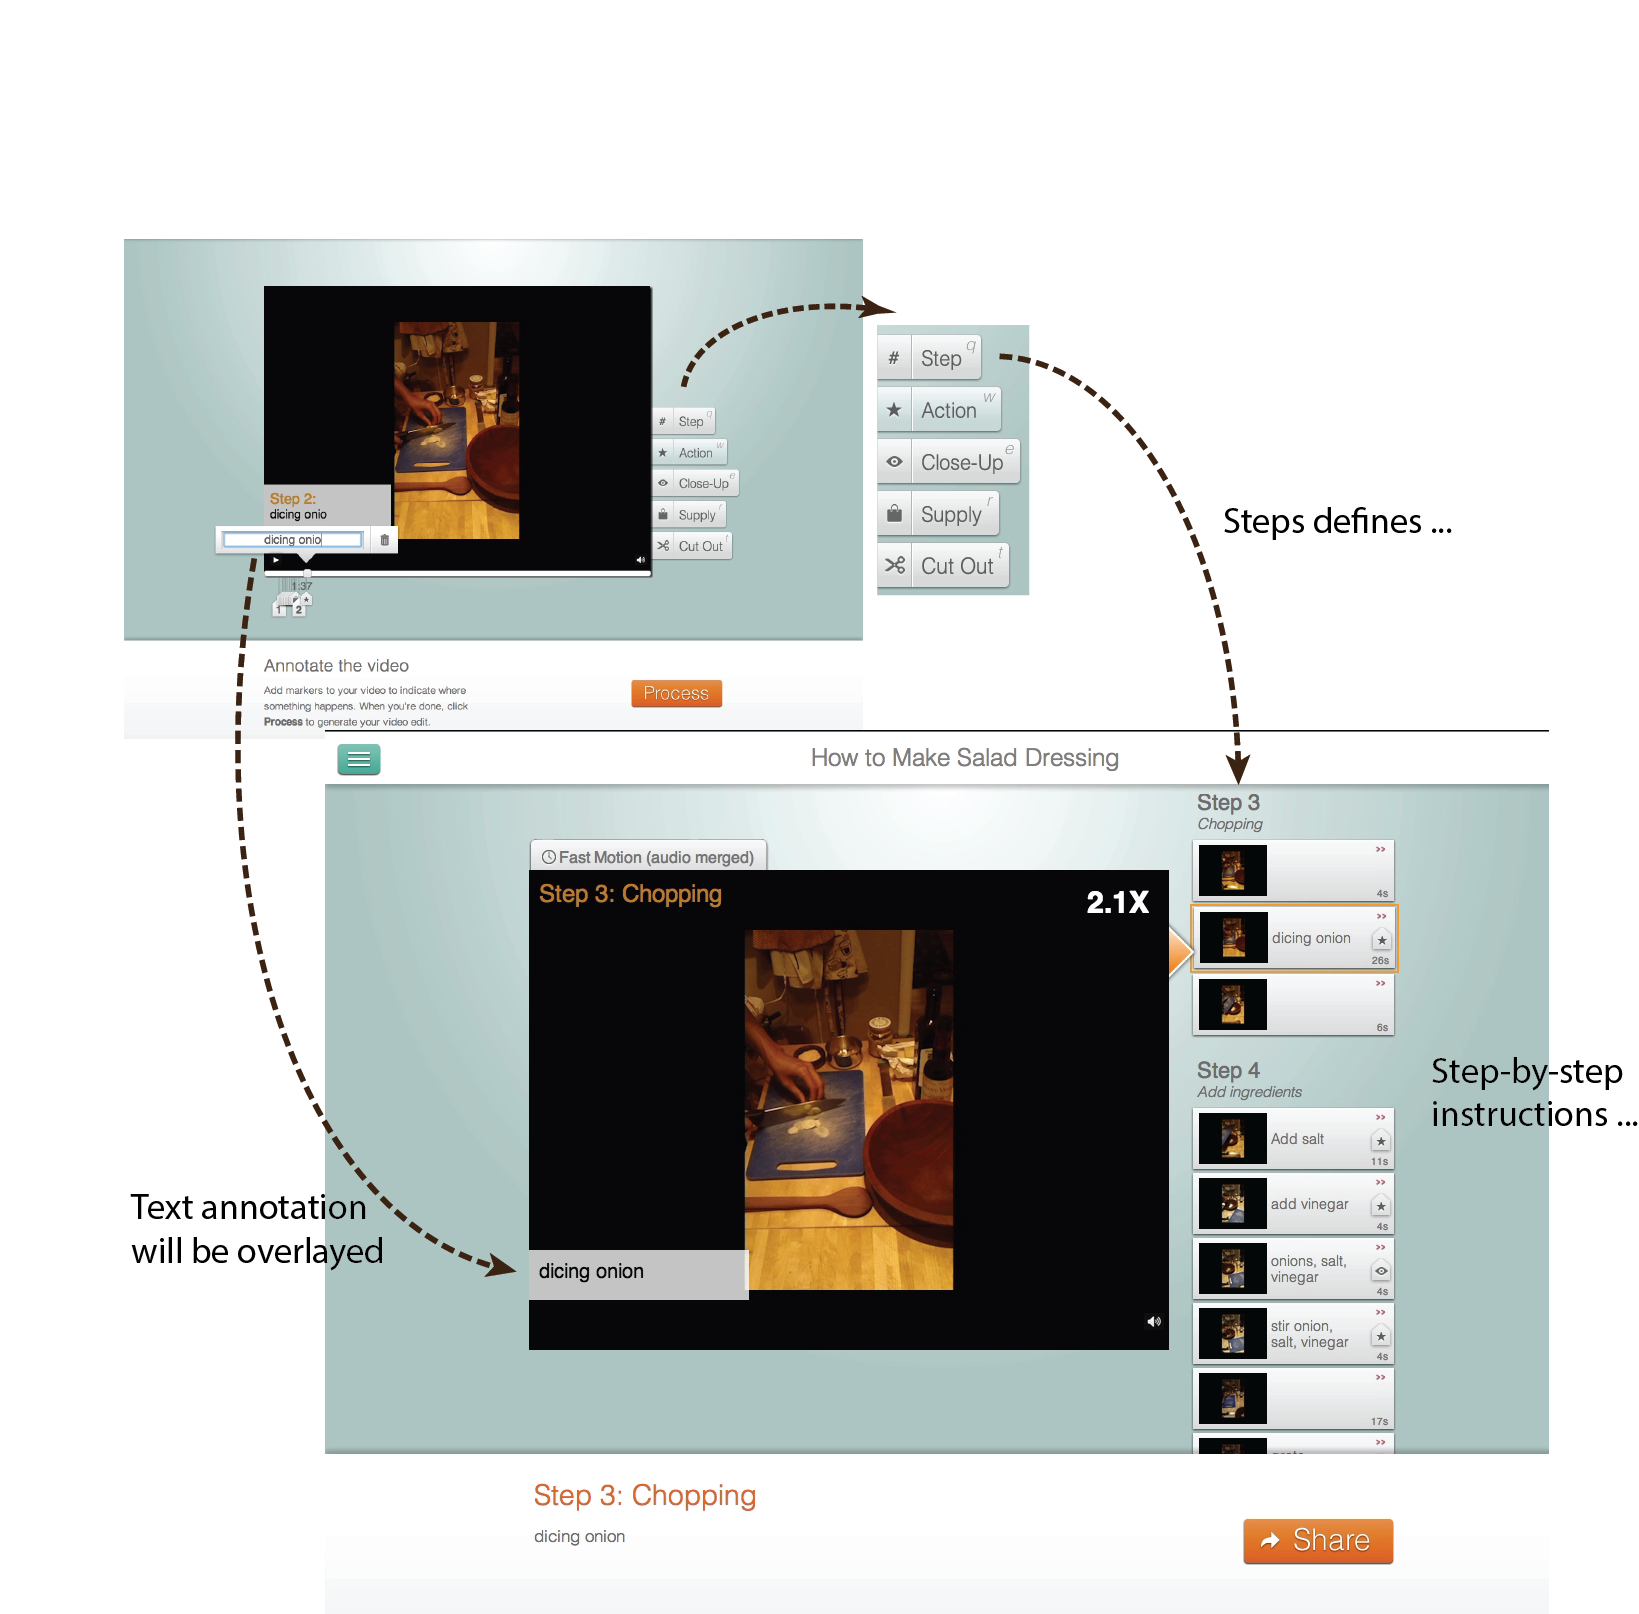 Step 2:
dicing onio
dicing onio
1:37
1
2
# Step q
Action w
Close-Up e
Supply r
Cut Out t
# Step q
Action w
Close-Up e
Supply r
Cut Out t
Steps defines ...
Annotate the video
Add markers to your video to indicate where
something happens. When you're done, click
Process to generate your video edit.
Process
How to Make Salad Dressing
Fast Motion (audio merged)
Step 3: Chopping
2.1X
dicing onion
Step 3
Chopping
>>
4s
>>
dicing onion
26s
>>
6s
Step 4
Add ingredients
>>
Add salt
11s
>>
add vinegar
4s
>>
onions, salt,
vinegar
4s
>>
stir onion,
salt, vinegar
4s
>>
17s
>>
Step-by-step
instructions ...
Text annotation
will be overlayed
Step 3: Chopping
dicing onion
Share